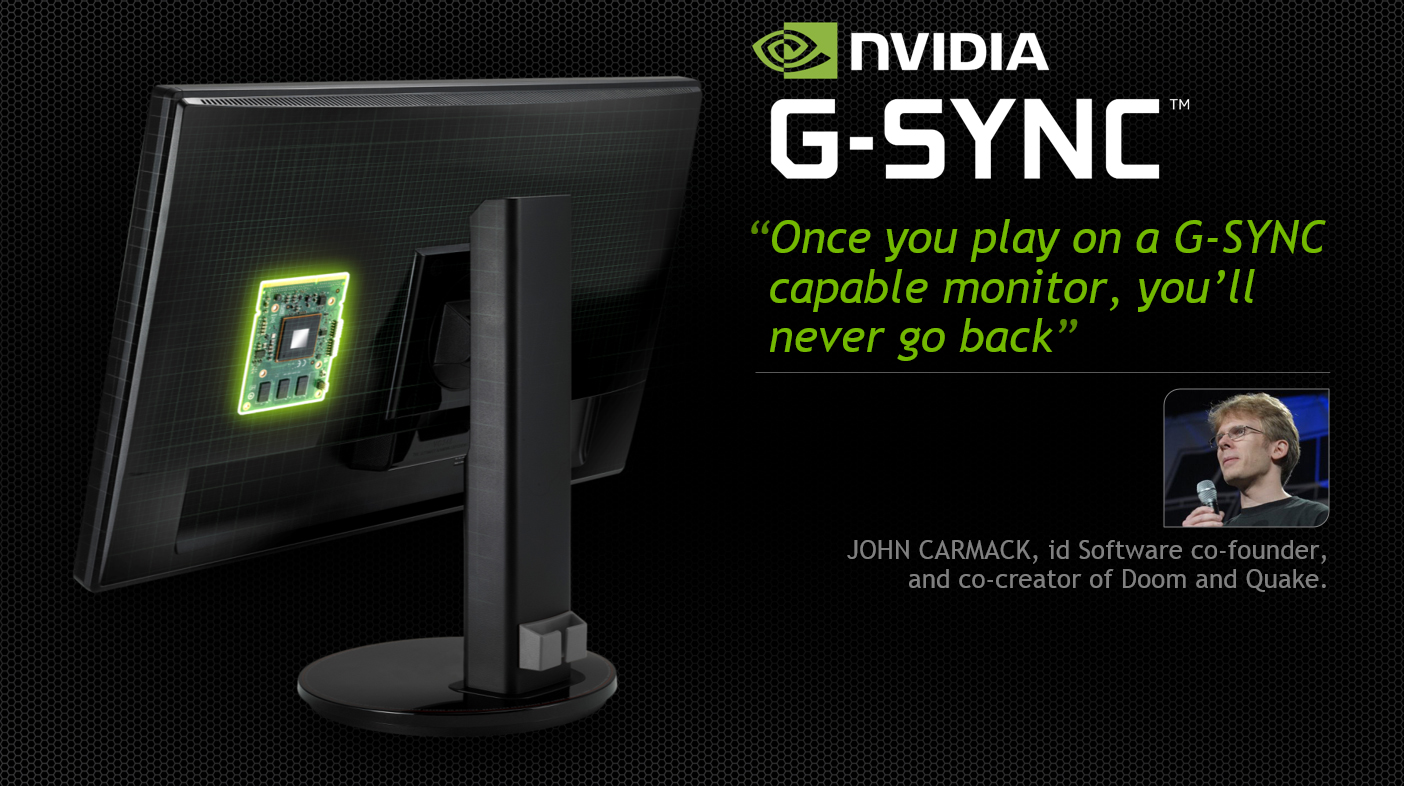 NVIDIA
G-SYNC™
“Once you play on a G-SYNC
capable monitor, you’ll
never go back”
JOHN CARMACK, id Software co-founder,
and co-creator of Doom and Quake.